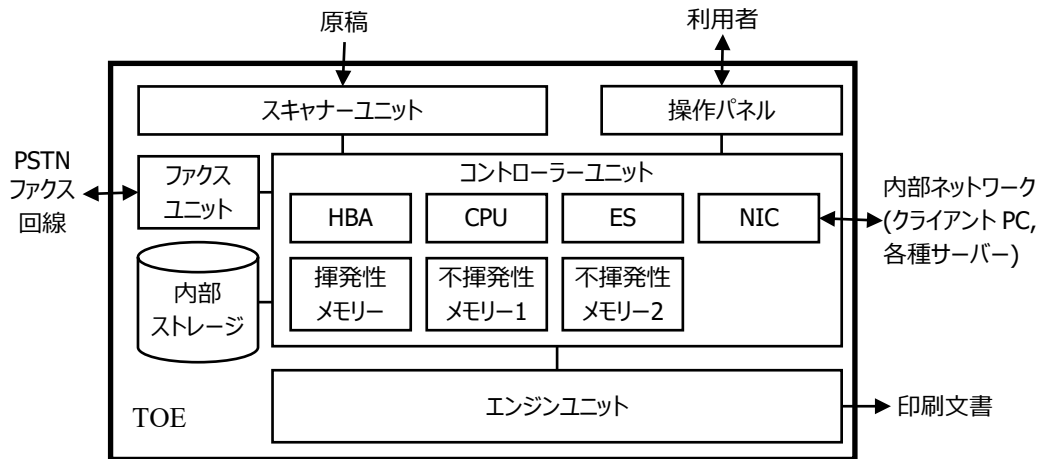 原稿
利用者
スキャナーユニット
操作パネル
PSTN
ファクス
回線
ファクス
ユニット
コントローラーユニット
HBA
CPU
ES
NIC
内部ネットワーク
(クライアント PC,
各種サーバー)
内部
ストレージ
揮発性
メモリー
不揮発性
メモリー1
不揮発性
メモリー2
エンジンユニット
印刷文書
TOE